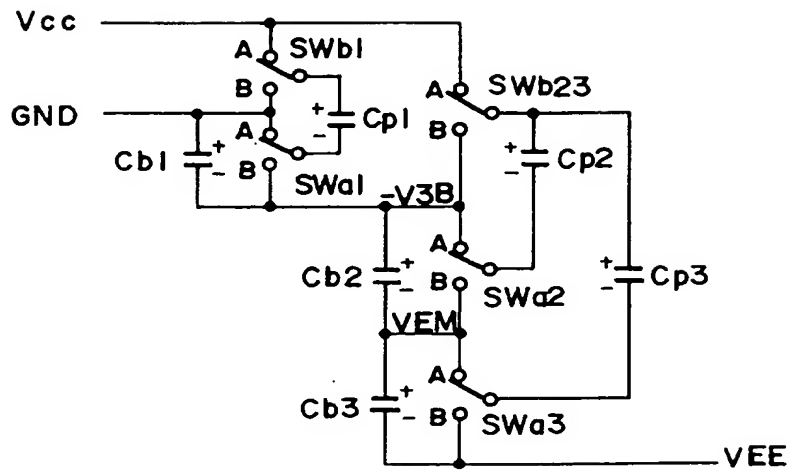 Vcc
A SWb1
B
+
-
Cp1
GND
A
B
SWa1
+
-
Cb1
A SWb23
B
+
-
Cp2
-V3B
+
-
Cb2
A
B
SWa2
+
-
Cp3
VEM
+
-
Cb3
A
B
SWa3
VEE